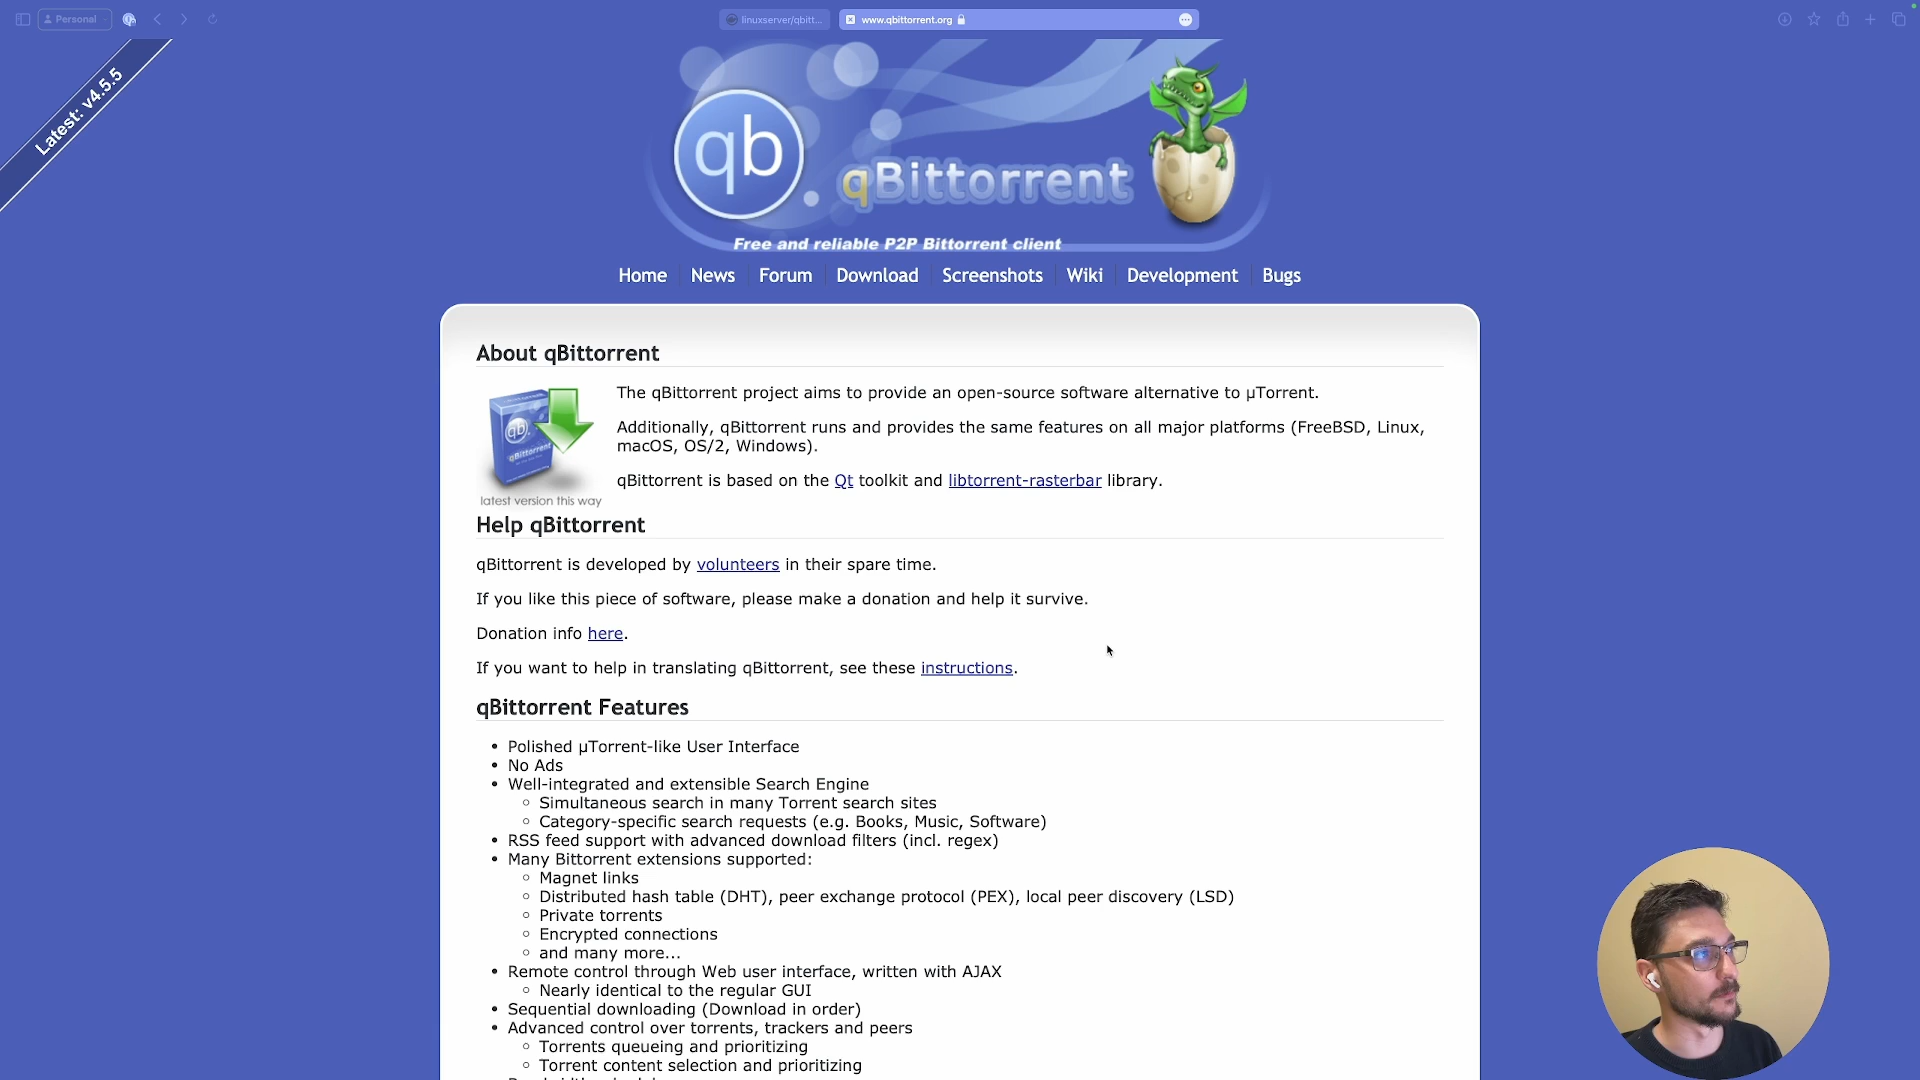 Personal
linuxserver/qbitt...
www.qbittorrent.org
Latest: v4.5.5
qb
qBittorrent
Free and reliable P2P Bittorrent client
Home
News
Forum
Download
Screenshots
Wiki
Development
Bugs
About qBittorrent
qb
qBittorrent
latest version this way
The qBittorrent project aims to provide an open-source software alternative to µTorrent.
Additionally, qBittorrent runs and provides the same features on all major platforms (FreeBSD, Linux,
macOS, OS/2, Windows).
qBittorrent is based on the Qt toolkit and libtorrent-rasterbar library.
Help qBittorrent
qBittorrent is developed by volunteers in their spare time.
If you like this piece of software, please make a donation and help it survive.
Donation info here.
If you want to help in translating qBittorrent, see these instructions.
qBittorrent Features
• Polished µTorrent-like User Interface
• No Ads
• Well-integrated and extensible Search Engine
◦ Simultaneous search in many Torrent search sites
◦ Category-specific search requests (e.g. Books, Music, Software)
• RSS feed support with advanced download filters (incl. regex)
• Many Bittorrent extensions supported:
◦ Magnet links
◦ Distributed hash table (DHT), peer exchange protocol (PEX), local peer discovery (LSD)
◦ Private torrents
◦ Encrypted connections
◦ and many more...
• Remote control through Web user interface, written with AJAX
◦ Nearly identical to the regular GUI
• Sequential downloading (Download in order)
• Advanced control over torrents, trackers and peers
◦ Torrents queueing and prioritizing
◦ Torrent content selection and prioritizing